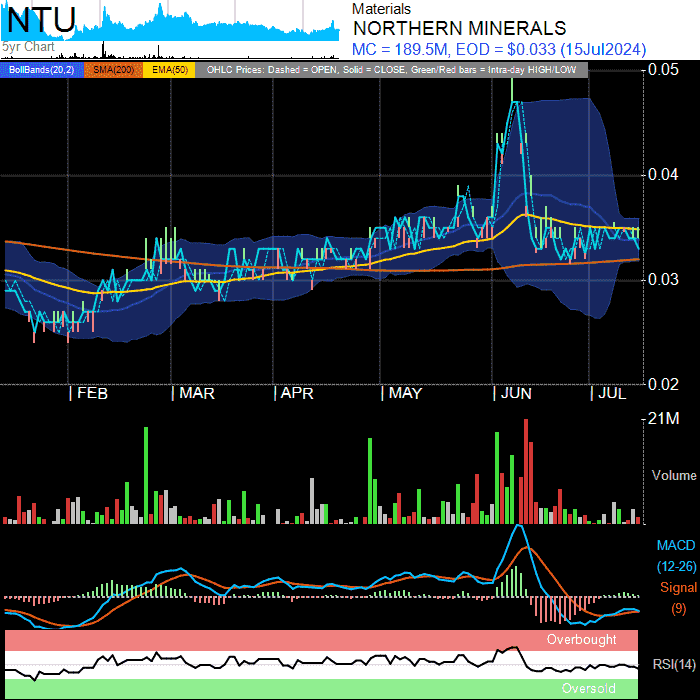 NTU
5yr Chart
Materials
NORTHERN MINERALS
MC = 189.5M, EOD = $0.033 (15Jul2024)
BollBands(20,2) SMA(200) EMA(50) OHLC Prices: Dashed = OPEN, Solid = CLOSE, Green/Red bars = Intra-day HIGH/LOW
0.05
0.04
0.03
0.02
FEB MAR APR MAY JUN JUL
21M
Volume
MACD
(12-26)
Signal
(9)
Overbought
RSI(14)
Oversold